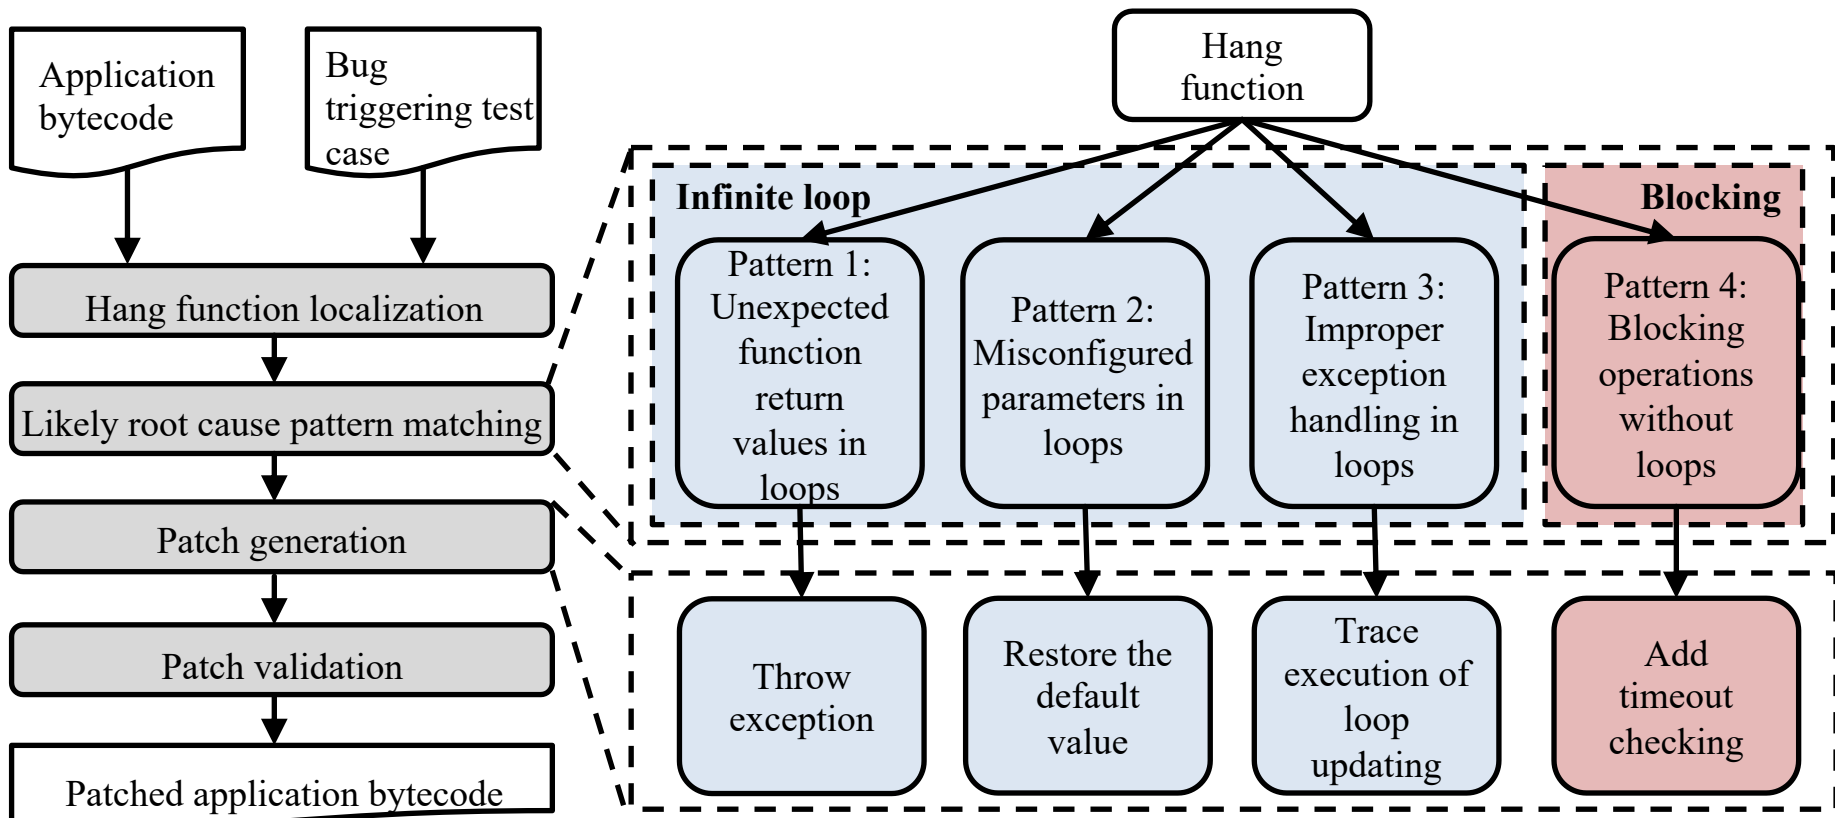 Application
bytecode
Bug
triggering test
case
Hang function localization
Likely root cause pattern matching
Patch generation
Patch validation
Patched application bytecode
Hang
function
Infinite loop
Blocking
Pattern 1:
Unexpected
function
return
values in
loops
Pattern 2:
Misconfigured
parameters in
loops
Pattern 3:
Improper
exception
handling in
loops
Pattern 4:
Blocking
operations
without
loops
Throw
exception
Restore the
default
value
Trace
execution of
loop
updating
Add
timeout
checking